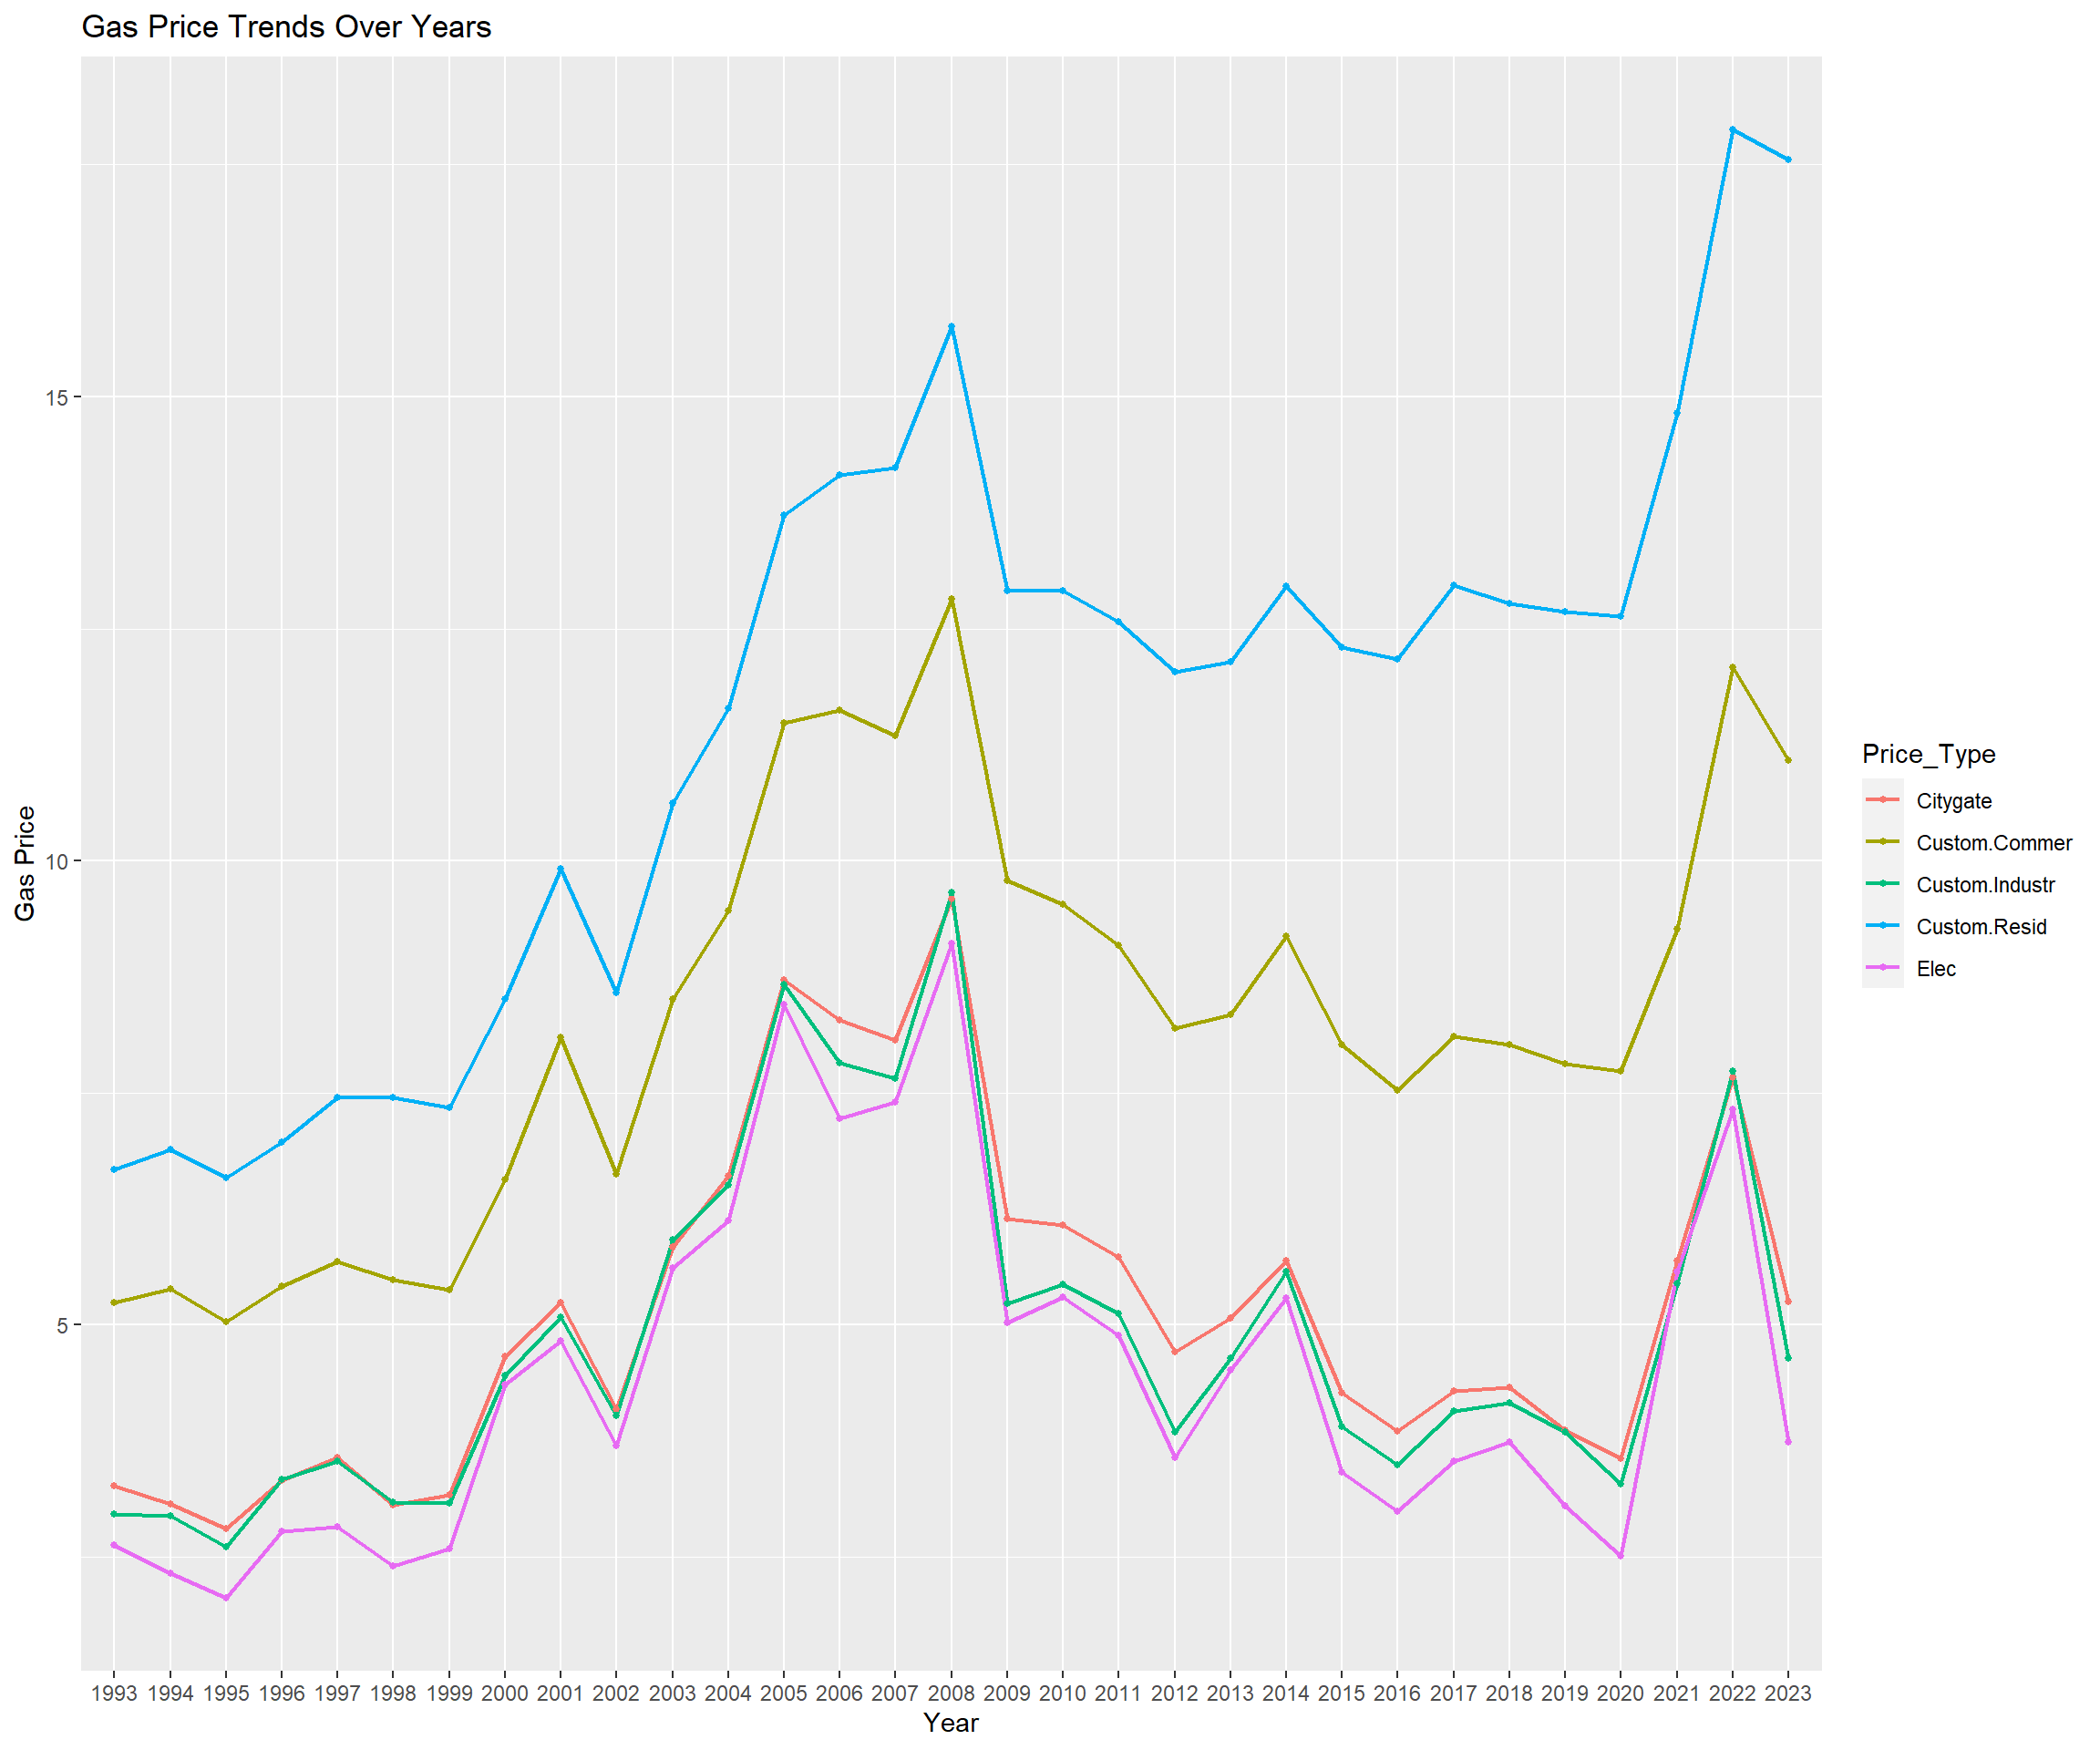 Gas Price Trends Over Years
Gas Price
15
10
5
1993 1994 1995 1996 1997 1998 1999 2000 2001 2002 2003 2004 2005 2006 2007 2008 2009 2010 2011 2012 2013 2014 2015 2016 2017 2018 2019 2020 2021 2022 2023
Year
Price_Type
Citygate
Custom.Commer
Custom.Industr
Custom.Resid
Elec